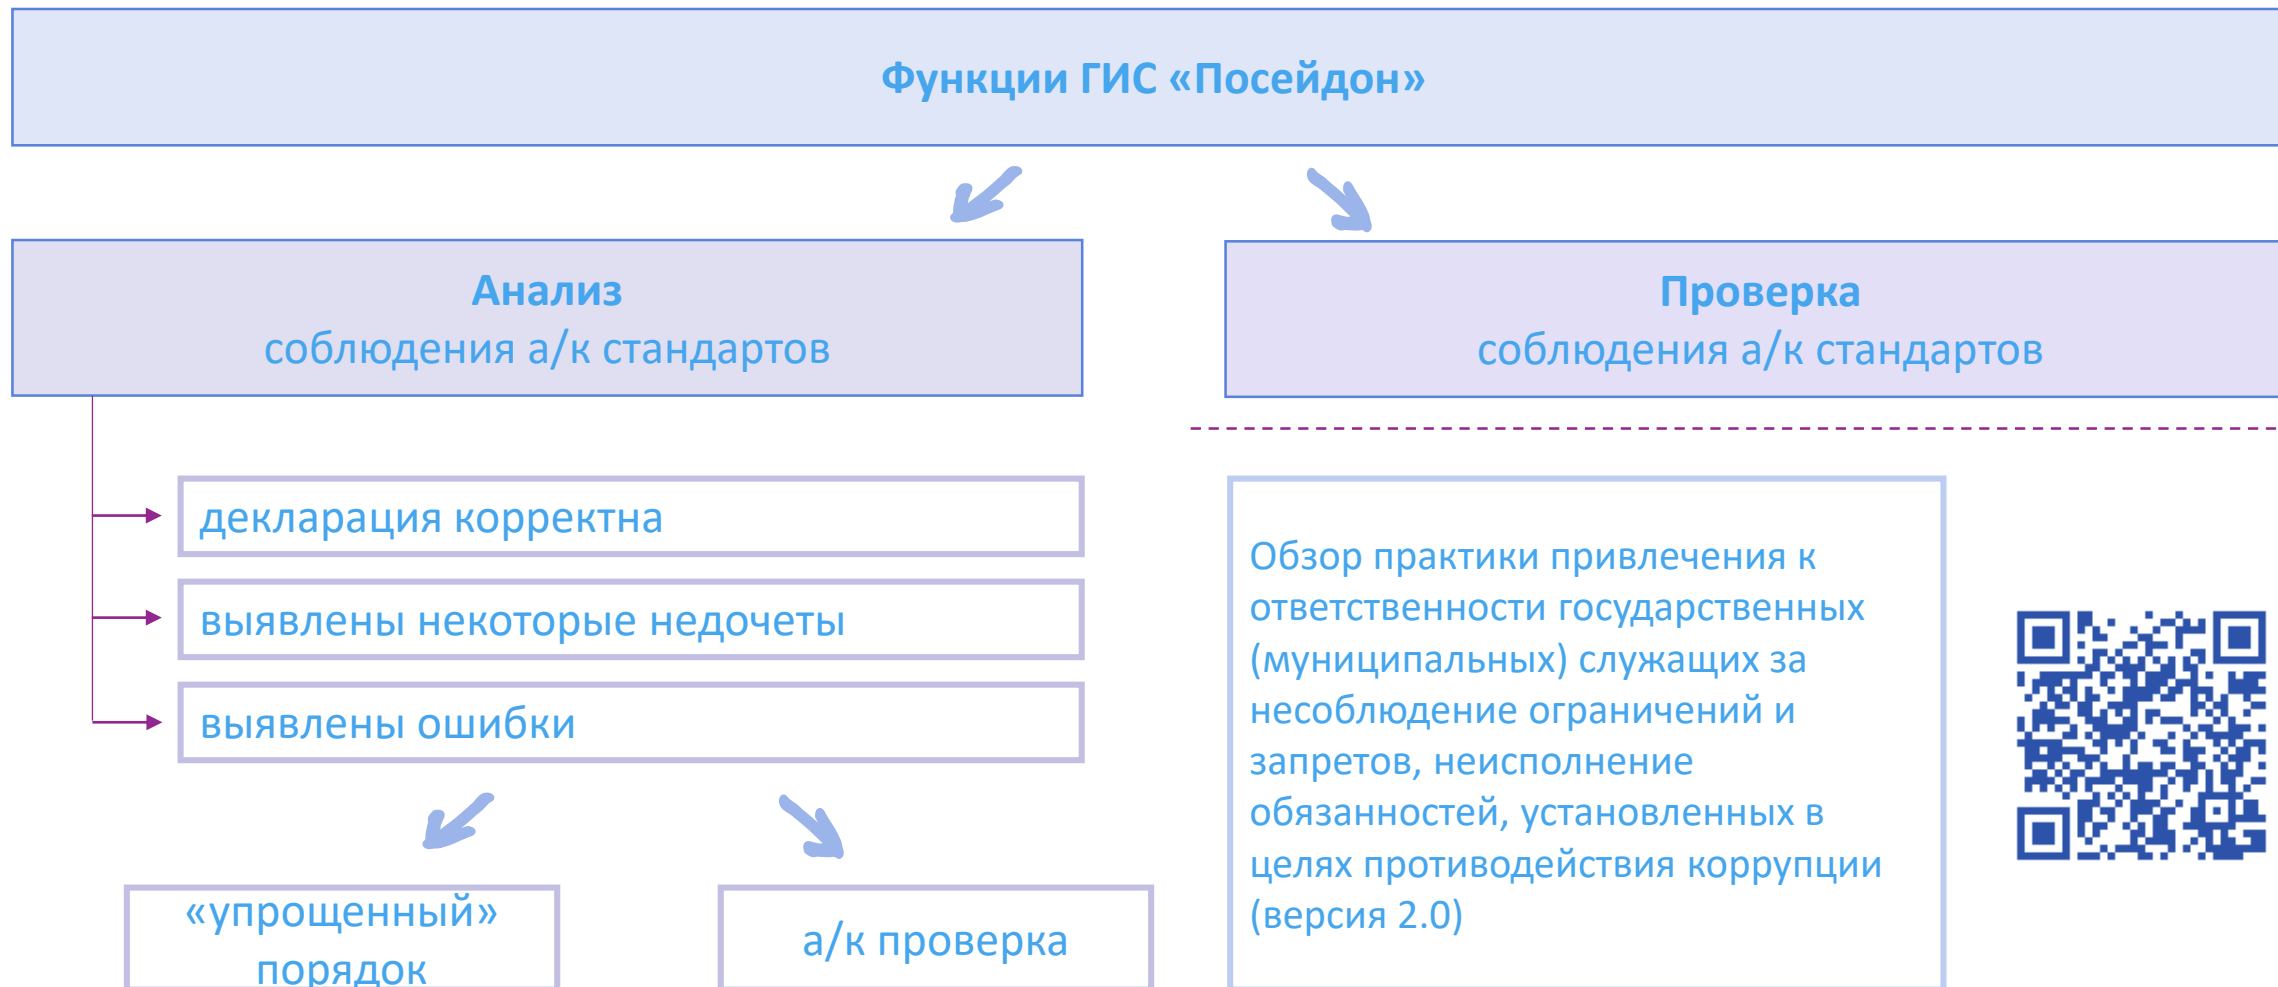 Функции ГИС «Посейдон»
Анализ
соблюдения а/к стандартов
Проверка
соблюдения а/к стандартов
декларация корректна
выявлены некоторые недочеты
выявлены ошибки
«упрощенный»
порядок
а/к проверка
Обзор практики привлечения к
ответственности государственных
(муниципальных) служащих за
несоблюдение ограничений и
запретов, неисполнение
обязанностей, установленных в
целях противодействия коррупции
(версия 2.0)